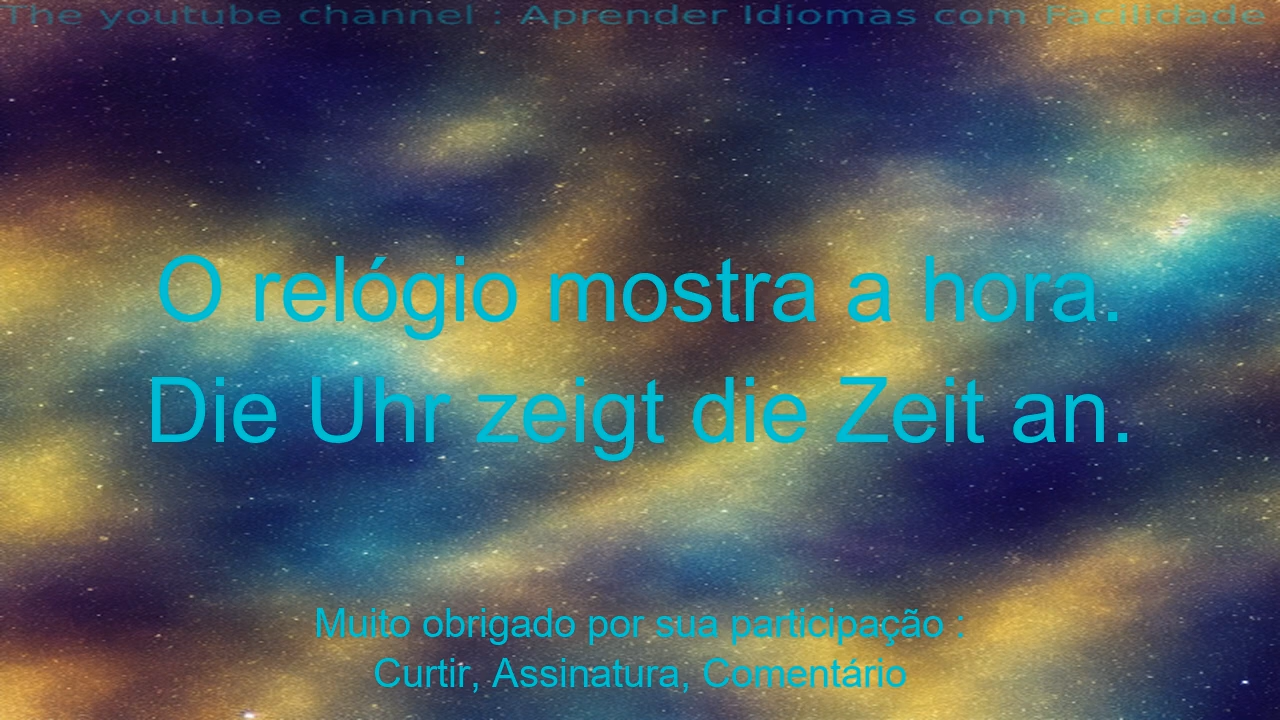 The youtube channel : Aprender Idiomas com Facilidade
O relógio mostra a hora.
Die Uhr zeigt die Zeit an.
Muito obrigado por sua participação :
Curtir, Assinatura, Comentário